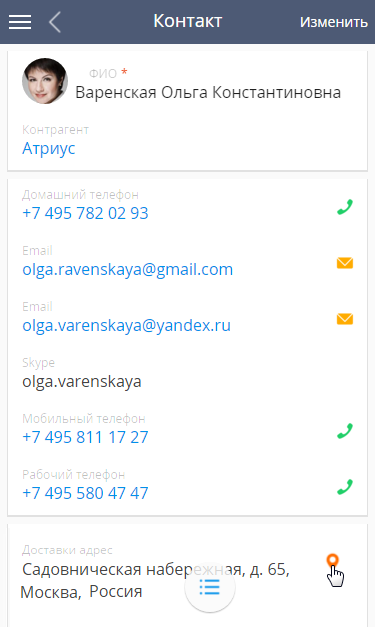 Контакт
Изменить
ФИО *
Варенская Ольга Константиновна
Контрагент
Атриус
Домашний телефон
+7 495 782 02 93
Email
olga.ravenskaya@gmail.com
Email
olga.varenskaya@yandex.ru
Skype
olga.varenskaya
Мобильный телефон
+7 495 811 17 27
Рабочий телефон
+7 495 580 47 47
Доставки адрес
Садовническая набережная, д. 65,
Москва, Россия